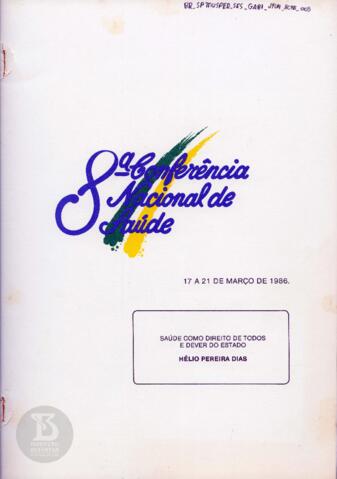 8ª Conferência
Nacional de
Saúde
17 A 21 DE MARÇO DE 1986.
SAÚDE COMO DIREITO DE TODOS
E DEVER DO ESTADO
HÉLIO PEREIRA DIAS